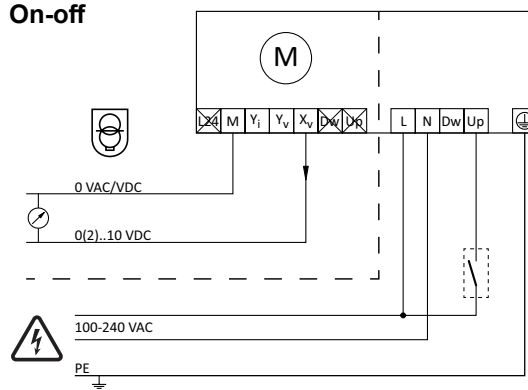 On-off
M
L24 M Yi Yv Xv Dw Up L N Dw Up
0 VAC/VDC
0(2)..10 VDC
100-240 VAC
PE